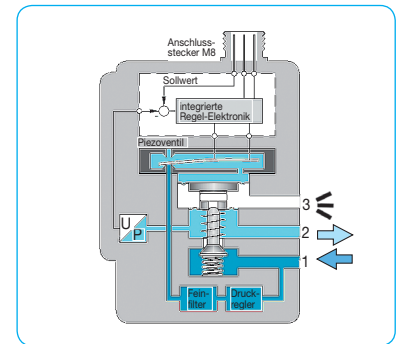 Anschluss-
stecker M8
Sollwert
integrierte
Regel-Elektronik
Piezoventil
3
U
P
2
1
Fein-
filter
Druck-
regler